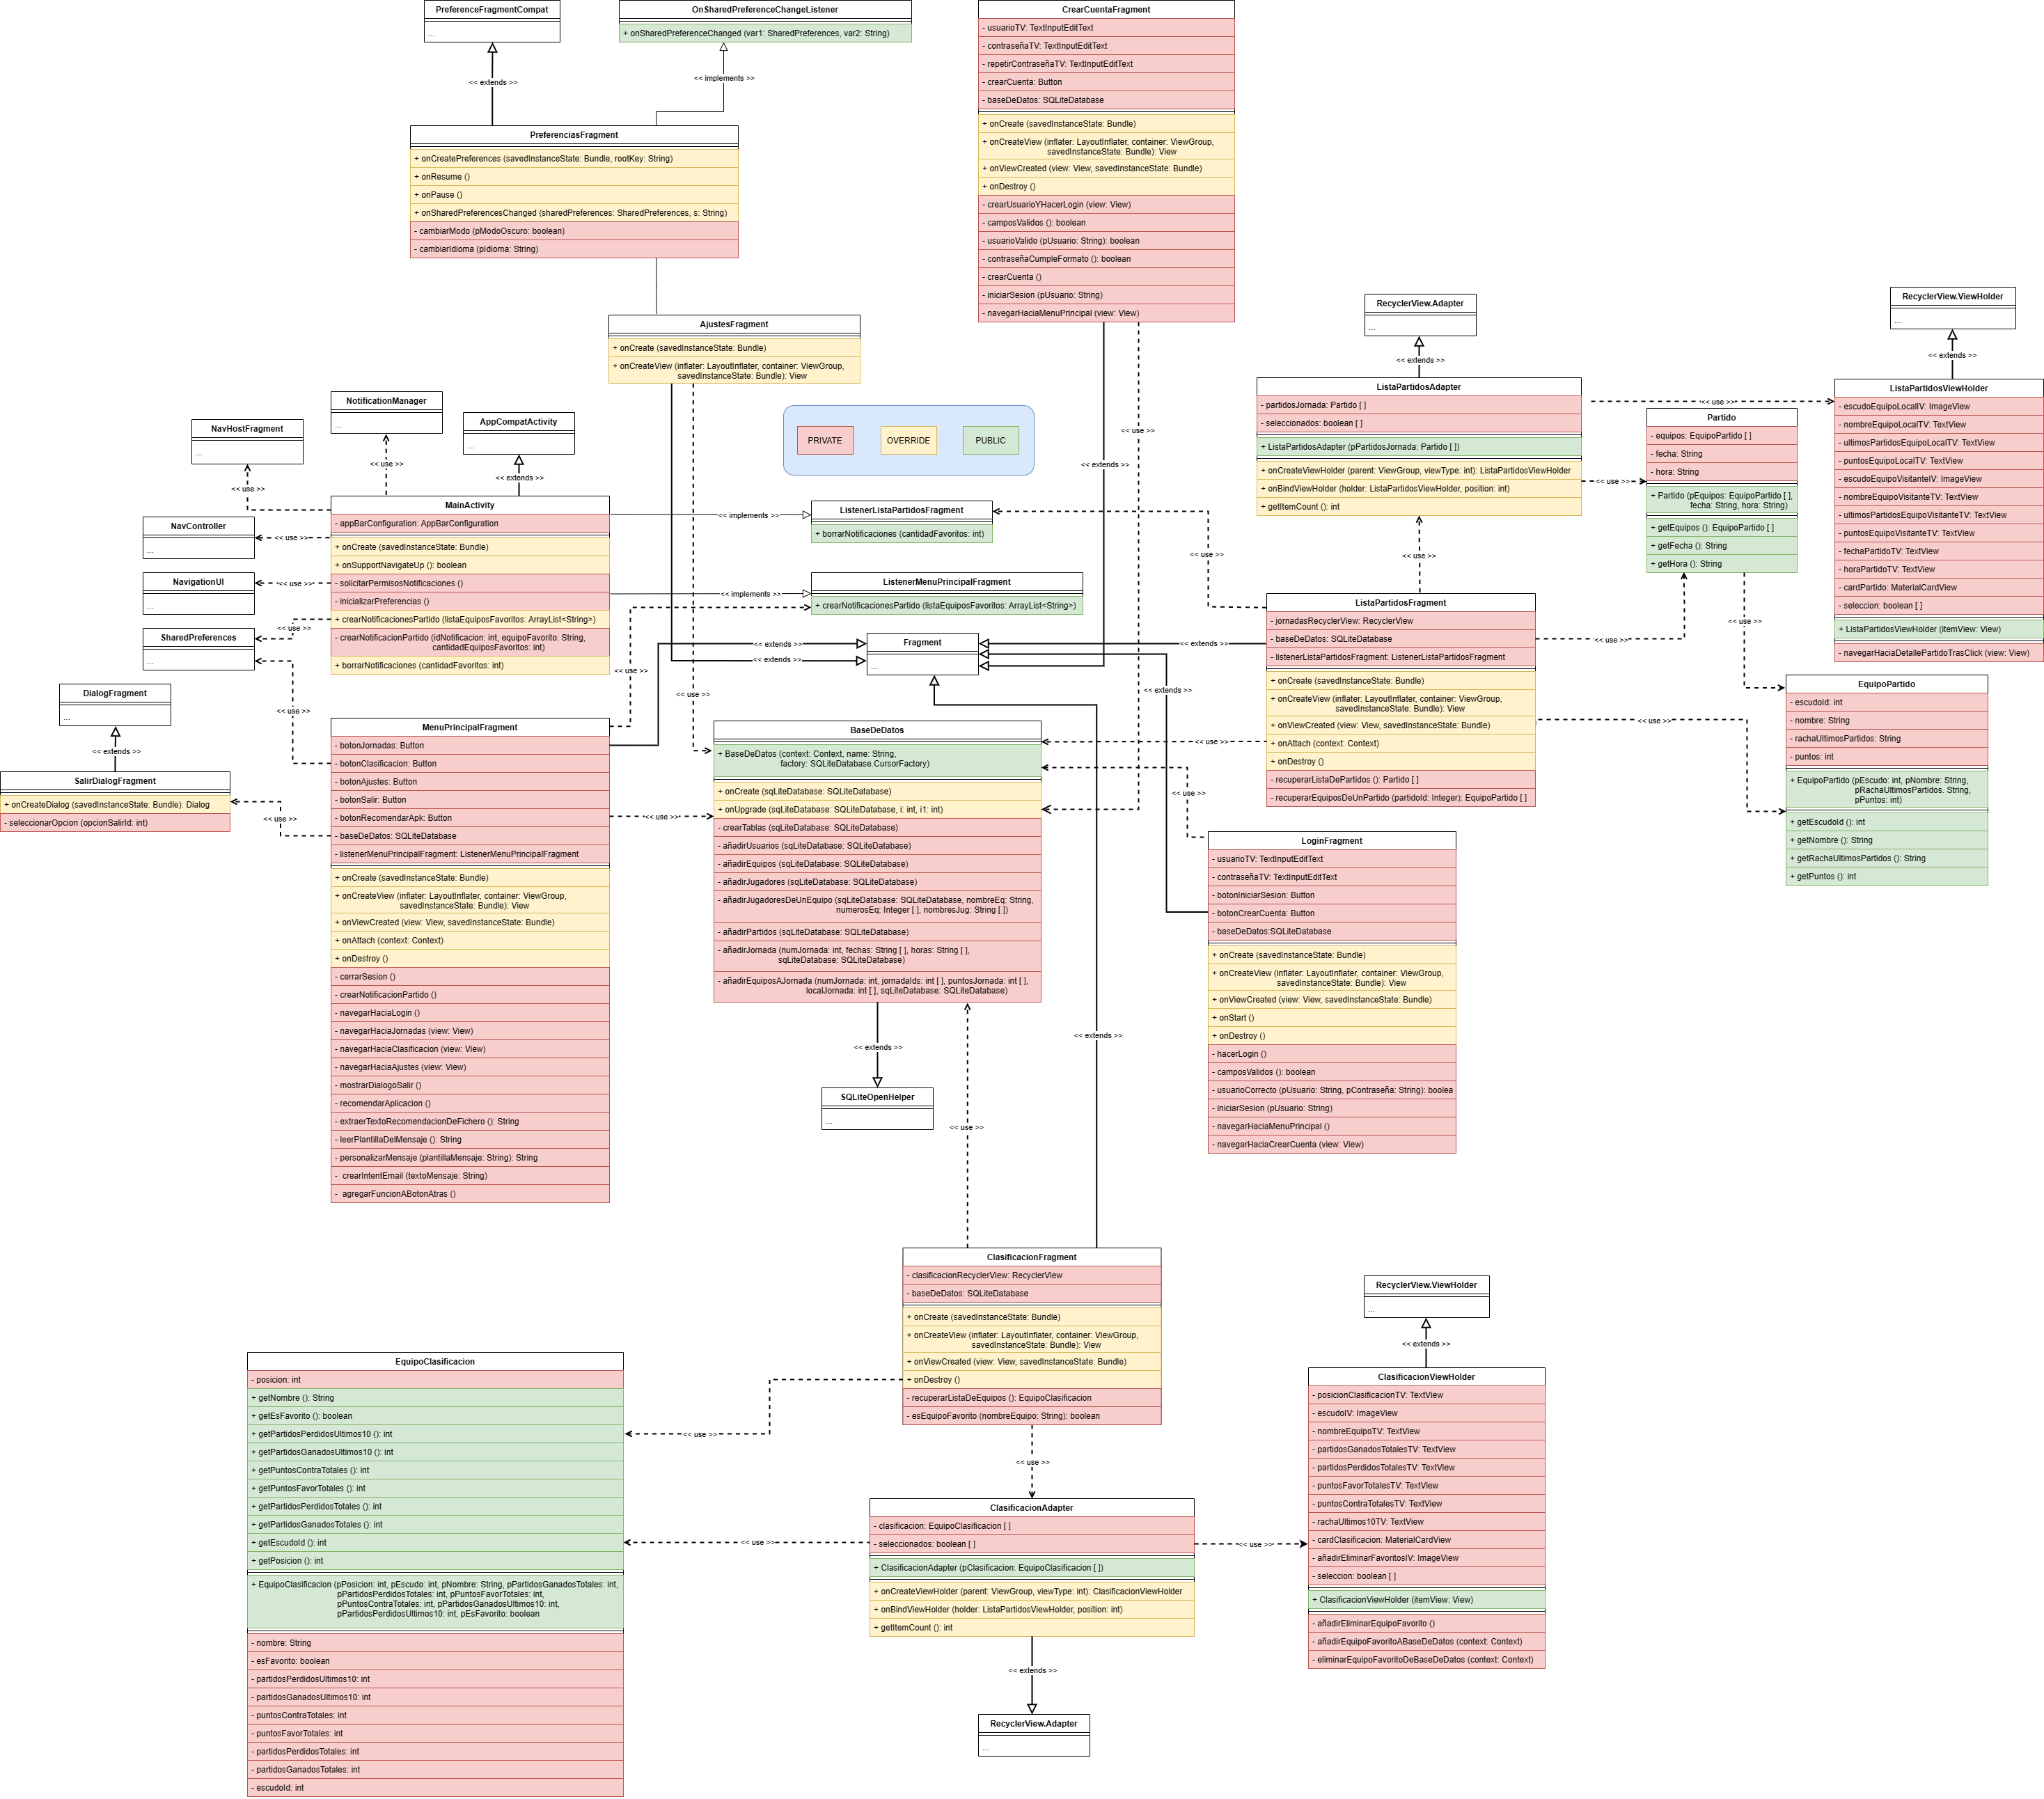 PreferenceFragmentCompat
...
OnSharedPreferenceChangeListener
+ onSharedPreferenceChanged (var1: SharedPreferences, var2: String)
<< extends >>
<< implements >>
PreferenciasFragment
+ onCreatePreferences (savedInstanceState: Bundle, rootKey: String)
+ onResume ()
+ onPause ()
+ onSharedPreferencesChanged (sharedPreferences: SharedPreferences, s: String)
- cambiarModo (pModoOscuro: boolean)
- cambiarIdioma (pIdioma: String)
CrearCuentaFragment
- usuarioTV: TextInputEditText
- contraseñaTV: TextInputEditText
- repetirContraseñaTV: TextInputEditText
- crearCuenta: Button
- baseDeDatos: SQLiteDatabase
+ onCreate (savedInstanceState: Bundle)
+ onCreateView (inflater: LayoutInflater, container: ViewGroup,
savedInstanceState: Bundle): View
+ onViewCreated (view: View, savedInstanceState: Bundle)
+ onDestroy ()
- crearUsuarioYHacerLogin (view: View)
- camposValidos (): boolean
- usuarioValido (pUsuario: String): boolean
- contraseñaCumpleFormato (): boolean
- crearCuenta ()
- iniciarSesion (pUsuario: String)
- navegarHaciaMenuPrincipal (view: View)
AjustesFragment
+ onCreate (savedInstanceState: Bundle)
+ onCreateView (inflater: LayoutInflater, container: ViewGroup,
savedInstanceState: Bundle): View
PRIVATE
OVERRIDE
PUBLIC
<< use >>
<< extends >>
RecyclerView.Adapter
...
<< extends >>
RecyclerView.ViewHolder
...
<< extends >>
ListaPartidosAdapter
- partidosJornada: Partido [ ]
- seleccionados: boolean [ ]
+ ListaPartidosAdapter (pPartidosJornada: Partido [ ])
+ onCreateViewHolder (parent: ViewGroup, viewType: int): ListaPartidosViewHolder
+ onBindViewHolder (holder: ListaPartidosViewHolder, position: int)
+ getItemCount (): int
<< use >>
<< use >>
<< use >>
Partido
- equipos: EquipoPartido [ ]
- fecha: String
- hora: String
+ Partido (pEquipos: EquipoPartido [ ],
fecha: String, hora: String)
+ getEquipos (): EquipoPartido [ ]
+ getFecha (): String
+ getHora (): String
ListaPartidosViewHolder
- escudoEquipoLocalIV: ImageView
- nombreEquipoLocalTV: TextView
- ultimosPartidosEquipoLocalTV: TextView
- puntosEquipoLocalTV: TextView
- escudoEquipoVisitanteIV: ImageView
- nombreEquipoVisitanteTV: TextView
- ultimosPartidosEquipoVisitanteTV: TextView
- puntosEquipoVisitanteTV: TextView
- fechaPartidoTV: TextView
- horaPartidoTV: TextView
- cardPartido: MaterialCardView
- seleccion: boolean [ ]
+ ListaPartidosViewHolder (itemView: View)
- navegarHaciaDetallePartidoTrasClick (view: View)
NotificationManager
...
NavHostFragment
...
AppCompatActivity
...
<< use >>
<< use >>
<< extends >>
MainActivity
- appBarConfiguration: AppBarConfiguration
+ onCreate (savedInstanceState: Bundle)
+ onSupportNavigateUp (): boolean
- solicitarPermisosNotificaciones ()
- inicializarPreferencias ()
+ crearNotificacionesPartido (listaEquiposFavoritos: ArrayList<String>)
- crearNotificacionPartido (idNotificacion: int, equipoFavorito: String,
cantidadEquiposFavoritos: int)
+ borrarNotificaciones (cantidadFavoritos: int)
NavController
...
<< use >>
NavigationUI
...
<< use >>
SharedPreferences
...
<< use >>
<< use >>
<< implements >>
ListenerListaPartidosFragment
+ borrarNotificaciones (cantidadFavoritos: int)
<< implements >>
ListenerMenuPrincipalFragment
+ crearNotificacionesPartido (listaEquiposFavoritos: ArrayList<String>)
<< use >>
<< use >>
<< extends >>
<< extends >>
Fragment
...
<< extends >>
<< extends >>
<< use >>
ListaPartidosFragment
- jornadasRecyclerView: RecyclerView
- baseDeDatos: SQLiteDatabase
- listenerListaPartidosFragment: ListenerListaPartidosFragment
+ onCreate (savedInstanceState: Bundle)
+ onCreateView (inflater: LayoutInflater, container: ViewGroup,
savedInstanceState: Bundle): View
+ onViewCreated (view: View, savedInstanceState: Bundle)
+ onAttach (context: Context)
+ onDestroy ()
- recuperarListaDePartidos (): Partido [ ]
- recuperarEquiposDeUnPartido (partidoId: Integer): EquipoPartido [ ]
<< use >>
<< use >>
<< use >>
EquipoPartido
- escudoId: int
- nombre: String
- rachaUltimosPartidos: String
- puntos: int
+ EquipoPartido (pEscudo: int, pNombre: String,
pRachaUltimosPartidos. String,
pPuntos: int)
+ getEscudoId (): int
+ getNombre (): String
+ getRachaUltimosPartidos (): String
+ getPuntos (): int
DialogFragment
...
<< extends >>
SalirDialogFragment
+ onCreateDialog (savedInstanceState: Bundle): Dialog
- seleccionarOpcion (opcionSalirId: int)
<< use >>
MenuPrincipalFragment
- botonJornadas: Button
- botonClasificacion: Button
- botonAjustes: Button
- botonSalir: Button
- botonRecomendarApk: Button
- baseDeDatos: SQLiteDatabase
- listenerMenuPrincipalFragment: ListenerMenuPrincipalFragment
+ onCreate (savedInstanceState: Bundle)
+ onCreateView (inflater: LayoutInflater, container: ViewGroup,
savedInstanceState: Bundle): View
+ onViewCreated (view: View, savedInstanceState: Bundle)
+ onAttach (context: Context)
+ onDestroy ()
- cerrarSesion ()
- crearNotificacionPartido ()
- navegarHaciaLogin ()
- navegarHaciaJornadas (view: View)
- navegarHaciaClasificacion (view: View)
- navegarHaciaAjustes (view: View)
- mostrarDialogoSalir ()
- recomendarAplicacion ()
- extraerTextoRecomendacionDeFichero (): String
- leerPlantillaDelMensaje (): String
- personalizarMensaje (plantillaMensaje: String): String
- crearIntentEmail (textoMensaje: String)
- agregarFuncionABotonAtras ()
<< use >>
<< use >>
BaseDeDatos
+ BaseDeDatos (context: Context, name: String,
factory: SQLiteDatabase.CursorFactory)
+ onCreate (sqLiteDatabase: SQLiteDatabase)
+ onUpgrade (sqLiteDatabase: SQLiteDatabase, i: int, i1: int)
- crearTablas (sqLiteDatabase: SQLiteDatabase)
- añadirUsuarios (sqLiteDatabase: SQLiteDatabase)
- añadirEquipos (sqLiteDatabase: SQLiteDatabase)
- añadirJugadores (sqLiteDatabase: SQLiteDatabase)
- añadirJugadoresDeUnEquipo (sqLiteDatabase: SQLiteDatabase, nombreEq: String,
numerosEq: Integer [ ], nombresJug: String [ ])
- añadirPartidos (sqLiteDatabase: SQLiteDatabase)
- añadirJornada (numJornada: int, fechas: String [ ], horas: String [ ],
sqLiteDatabase: SQLiteDatabase)
- añadirEquiposAJornada (numJornada: int, jornadaIds: int [ ], puntosJornada: int [ ],
localJornada: int [ ], sqLiteDatabase: SQLiteDatabase)
<< use >>
<< use >>
LoginFragment
- usuarioTV: TextInputEditText
- contraseñaTV: TextInputEditText
- botonIniciarSesion: Button
- botonCrearCuenta: Button
- baseDeDatos:SQLiteDatabase
+ onCreate (savedInstanceState: Bundle)
+ onCreateView (inflater: LayoutInflater, container: ViewGroup,
savedInstanceState: Bundle): View
+ onViewCreated (view: View, savedInstanceState: Bundle)
+ onStart ()
+ onDestroy ()
- hacerLogin ()
- camposValidos (): boolean
- usuarioCorrecto (pUsuario: String, pContraseña: String): boolea
- iniciarSesion (pUsuario: String)
- navegarHaciaMenuPrincipal ()
- navegarHaciaCrearCuenta (view: View)
<< extends >>
<< extends >>
SQLiteOpenHelper
...
<< use >>
ClasificacionFragment
- clasificacionRecyclerView: RecyclerView
- baseDeDatos: SQLiteDatabase
+ onCreate (savedInstanceState: Bundle)
+ onCreateView (inflater: LayoutInflater, container: ViewGroup,
savedInstanceState: Bundle): View
+ onViewCreated (view: View, savedInstanceState: Bundle)
+ onDestroy ()
- recuperarListaDeEquipos (): EquipoClasificacion
- esEquipoFavorito (nombreEquipo: String): boolean
<< use >>
<< use >>
EquipoClasificacion
- posicion: int
+ getNombre (): String
+ getEsFavorito (): boolean
+ getPartidosPerdidosUltimos10 (): int
+ getPartidosGanadosUltimos10 (): int
+ getPuntosContraTotales (): int
+ getPuntosFavorTotales (): int
+ getPartidosPerdidosTotales (): int
+ getPartidosGanadosTotales (): int
+ getEscudoId (): int
+ getPosicion (): int
+ EquipoClasificacion (pPosicion: int, pEscudo: int, pNombre: String, pPartidosGanadosTotales: int,
pPartidosPerdidosTotales: int, pPuntosFavorTotales: int,
pPuntosContraTotales: int, pPartidosGanadosUltimos10: int,
pPartidosPerdidosUltimos10: int, pEsFavorito: boolean
- nombre: String
- esFavorito: boolean
- partidosPerdidosUltimos10: int
- partidosGanadosUltimos10: int
- puntosContraTotales: int
- puntosFavorTotales: int
- partidosPerdidosTotales: int
- partidosGanadosTotales: int
- escudoId: int
<< use >>
ClasificacionAdapter
- clasificacion: EquipoClasificacion [ ]
- seleccionados: boolean [ ]
+ ClasificacionAdapter (pClasificacion: EquipoClasificacion [ ])
+ onCreateViewHolder (parent: ViewGroup, viewType: int): ClasificacionViewHolder
+ onBindViewHolder (holder: ListaPartidosViewHolder, position: int)
+ getItemCount (): int
<< extends >>
RecyclerView.Adapter
...
<< use >>
RecyclerView.ViewHolder
...
<< extends >>
ClasificacionViewHolder
- posicionClasificacionTV: TextView
- escudoIV: ImageView
- nombreEquipoTV: TextView
- partidosGanadosTotalesTV: TextView
- partidosPerdidosTotalesTV: TextView
- puntosFavorTotalesTV: TextView
- puntosContraTotalesTV: TextView
- rachaUltimos10TV: TextView
- cardClasificacion: MaterialCardView
- añadirEliminarFavoritosIV: ImageView
- seleccion: boolean [ ]
+ ClasificacionViewHolder (itemView: View)
- añadirEliminarEquipoFavorito ()
- añadirEquipoFavoritoABaseDeDatos (context: Context)
- eliminarEquipoFavoritoDeBaseDeDatos (context: Context)